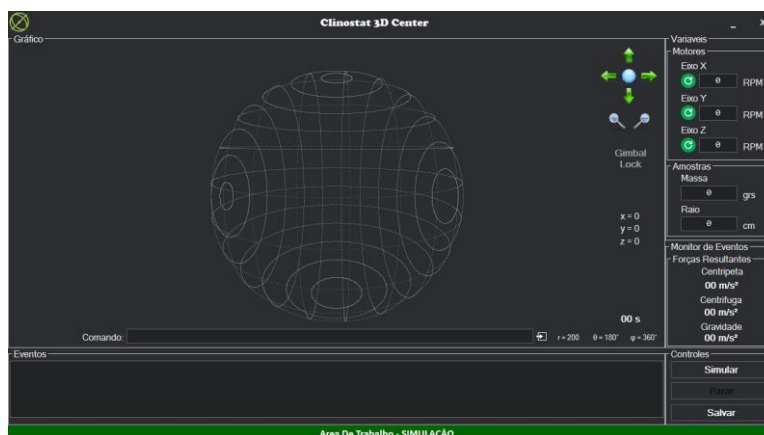 Clinostat 3D Center
Gráfico
Gimbal
Lock
x = 0
y = 0
z = 0
00 s
Comando:
r = 200 θ = 180° φ = 360°
Eventos
Variaveis
Motores
Eixo X
0 RPM
Eixo Y
0 RPM
Eixo Z
0 RPM
Amostras
Massa
0 grs
Raio
0 cm
Monitor de Eventos
Forças Resultantes
Centripeta
00 m/s²
Centrifuga
00 m/s²
Gravidade
00 m/s²
Controles
Simular
Parar
Salvar
Area De Trabalho - SIMULAÇÃO